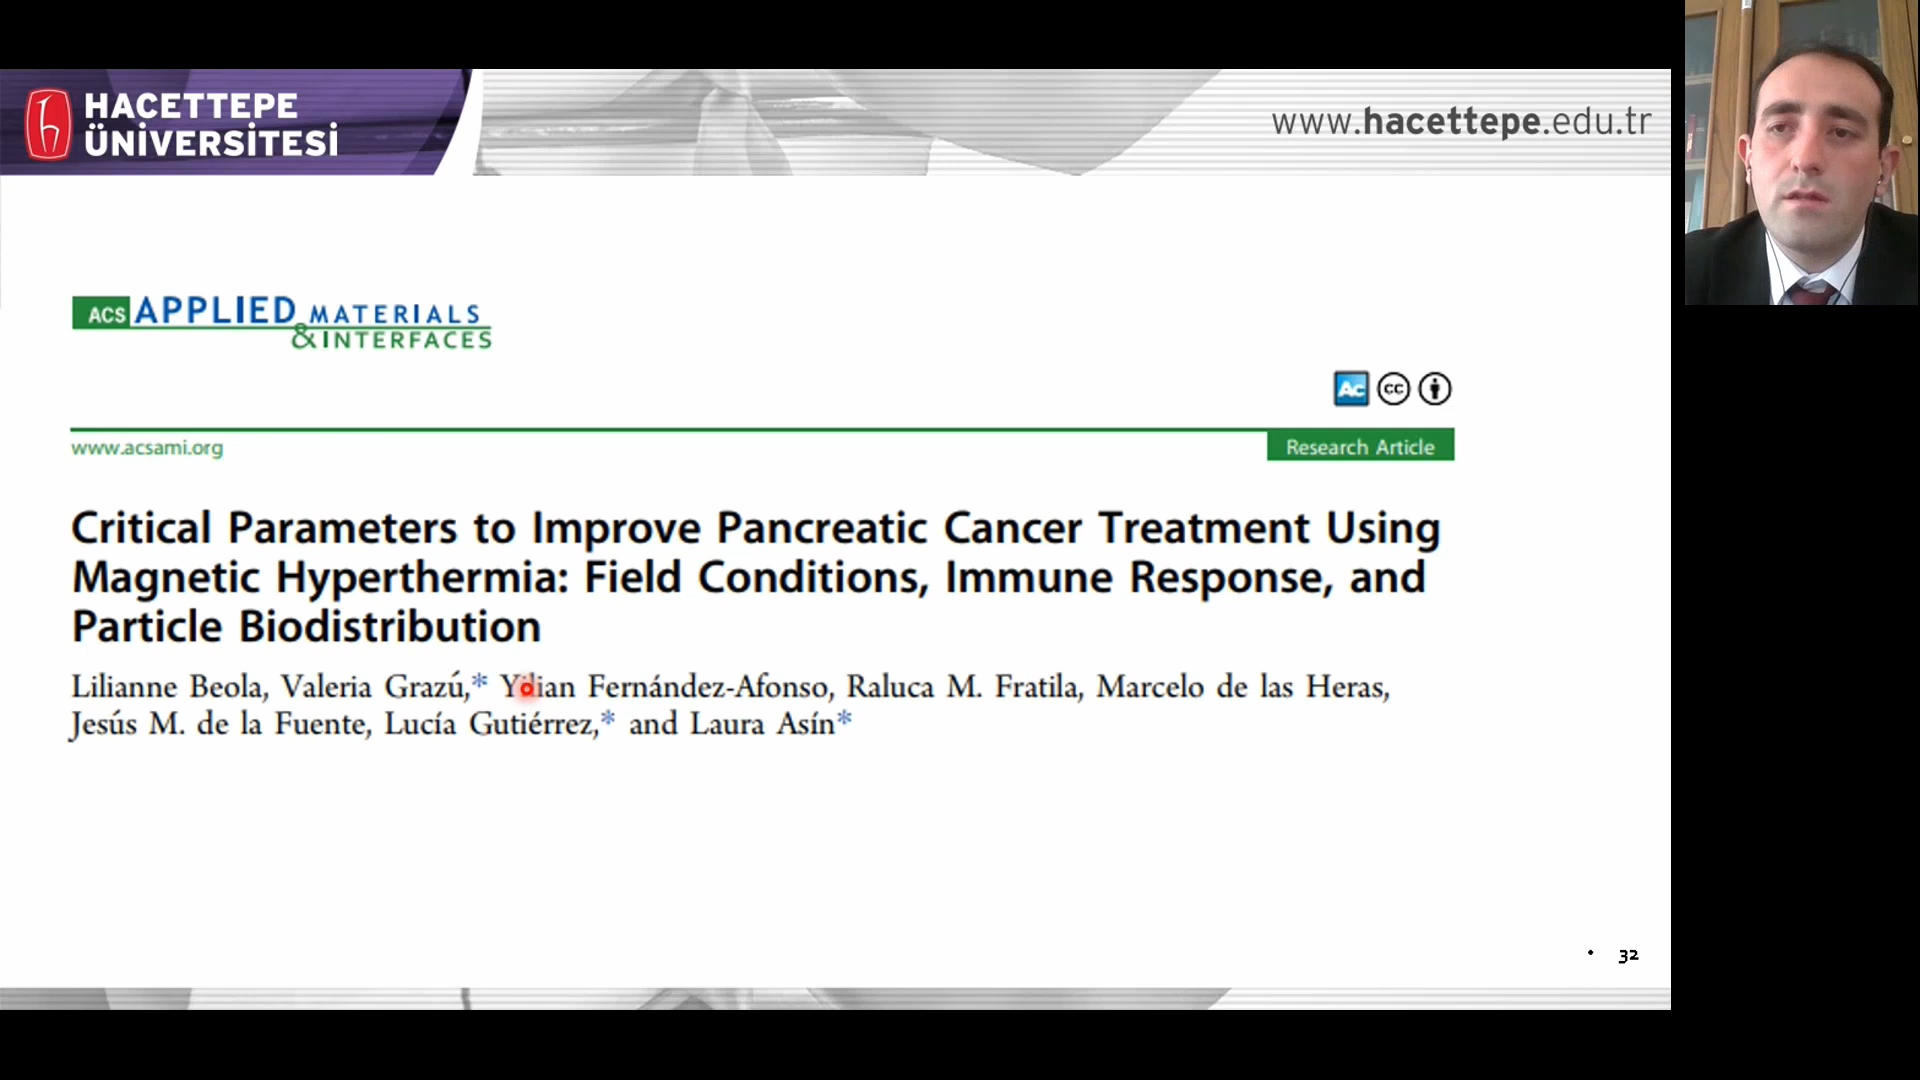 HACETTEPE
ÜNİVERSİTESİ
www.hacettepe.edu.tr
ACS APPLIED MATERIALS
&INTERFACES
Ac cc
www.acsami.org
Research Article
Critical Parameters to Improve Pancreatic Cancer Treatment Using
Magnetic Hyperthermia: Field Conditions, Immune Response, and
Particle Biodistribution
Lilianne Beola, Valeria Grazú,* Yilian Fernández-Afonso, Raluca M. Fratila, Marcelo de las Heras,
Jesús M. de la Fuente, Lucía Gutiérrez,* and Laura Asín*
• 32